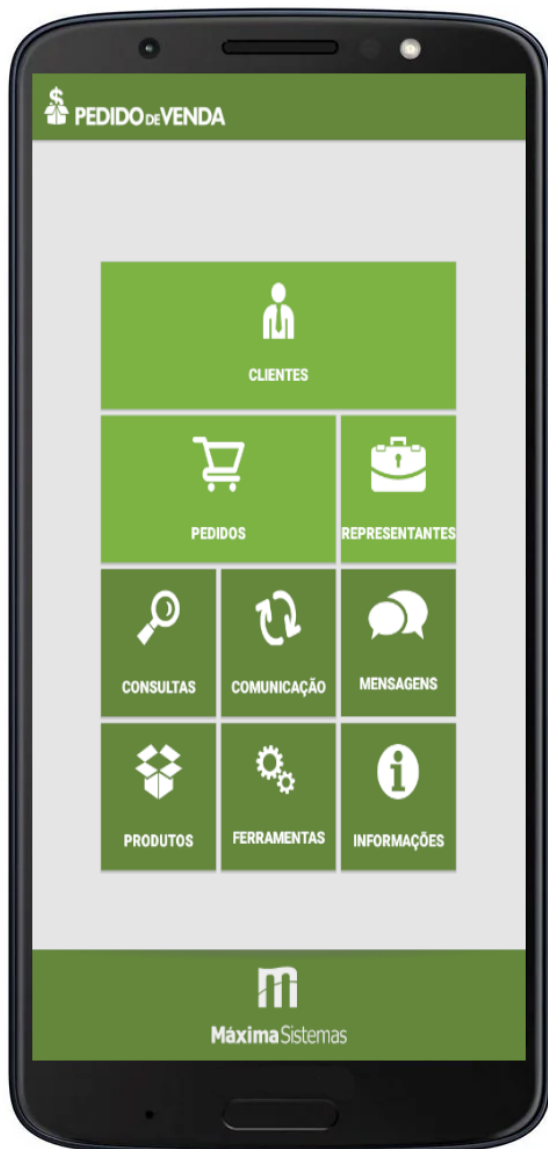 PEDIDO DE VENDA
CLIENTES
PEDIDOS
REPRESENTANTES
CONSULTAS
COMUNICAÇÃO
MENSAGENS
PRODUTOS
FERRAMENTAS
INFORMAÇÕES
Máxima Sistemas